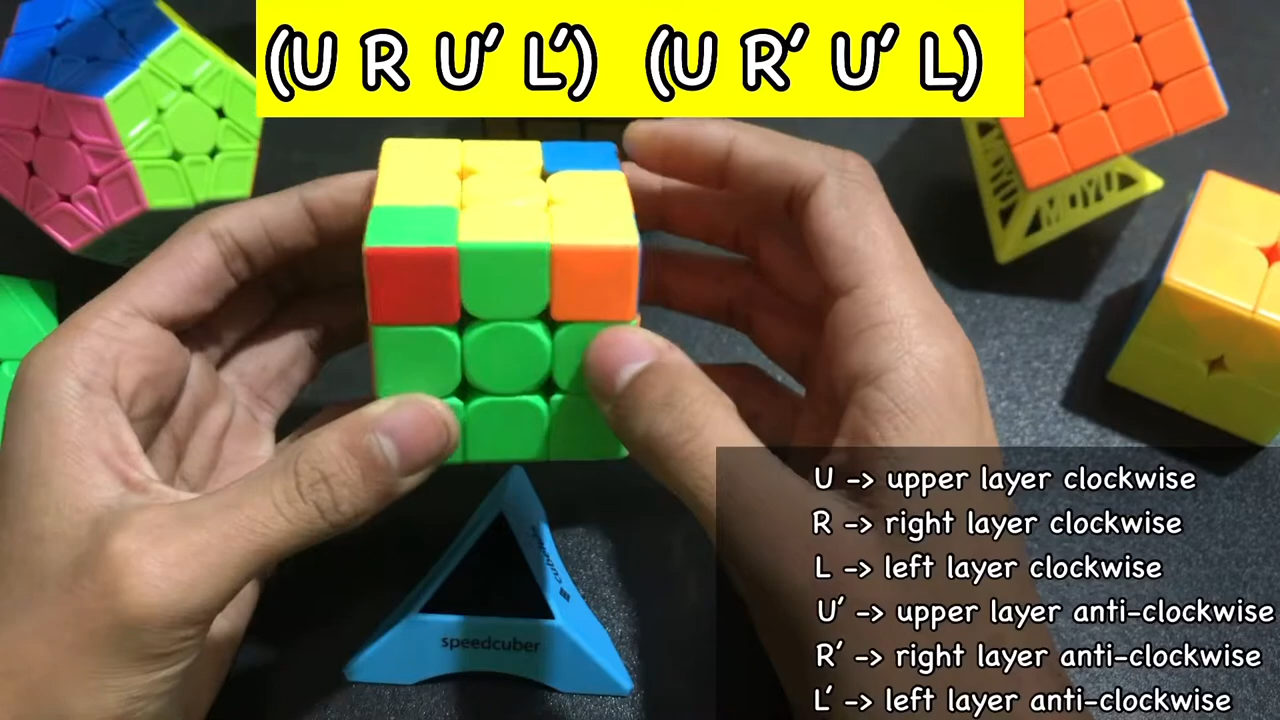 (U R U′ L′) (U R′ U′ L)
MOYU
U -> upper layer clockwise
R -> right layer clockwise
L -> left layer clockwise
U′ -> upper layer anti-clockwise
R′ -> right layer anti-clockwise
L′ -> left layer anti-clockwise
speedcuber